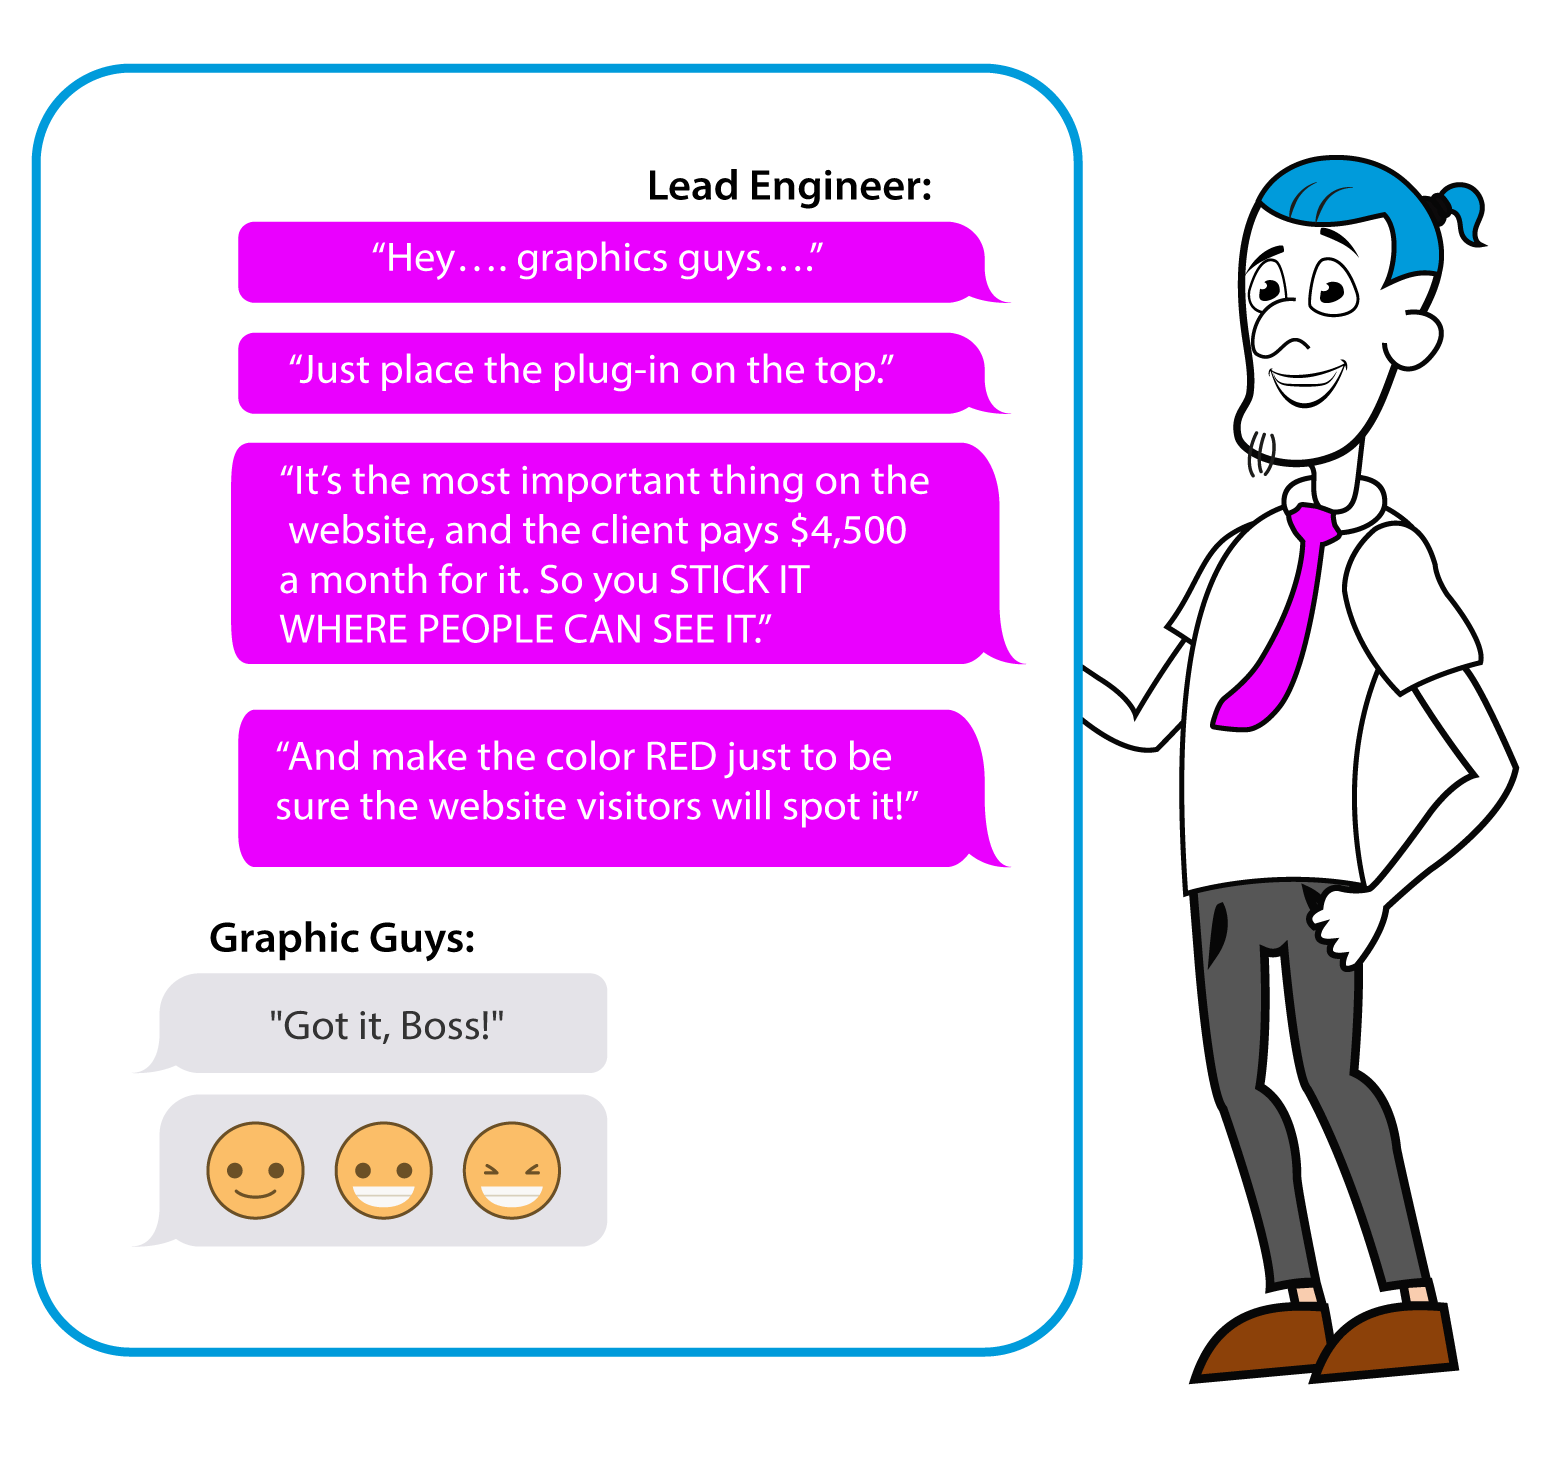 Lead Engineer:
“Hey…. graphics guys….”
“Just place the plug-in on the top.”
“It’s the most important thing on the
website, and the client pays $4,500
a month for it. So you STICK IT
WHERE PEOPLE CAN SEE IT.”
“And make the color RED just to be
sure the website visitors will spot it!”
Graphic Guys:
"Got it, Boss!"